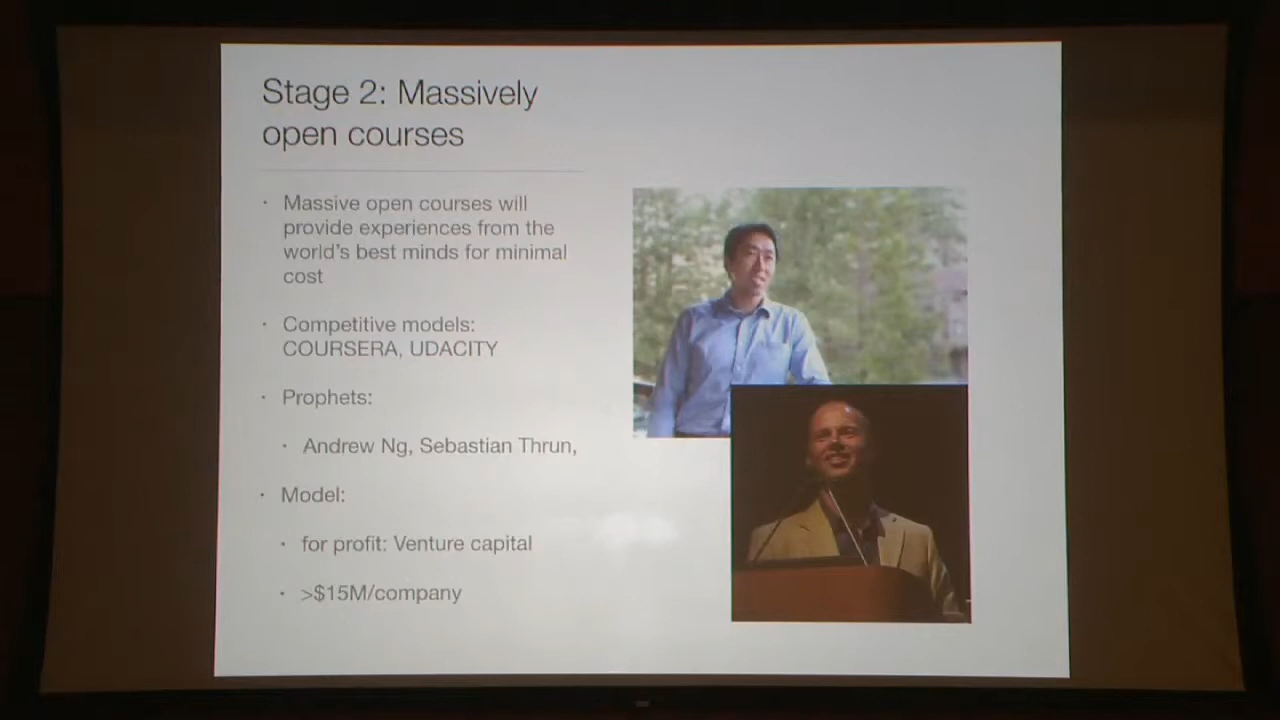 Stage 2: Massively
open courses
· Massive open courses will
provide experiences from the
world's best minds for minimal
cost
· Competitive models:
COURSERA, UDACITY
· Prophets:
· Andrew Ng, Sebastian Thrun,
· Model:
· for profit: Venture capital
· >$15M/company